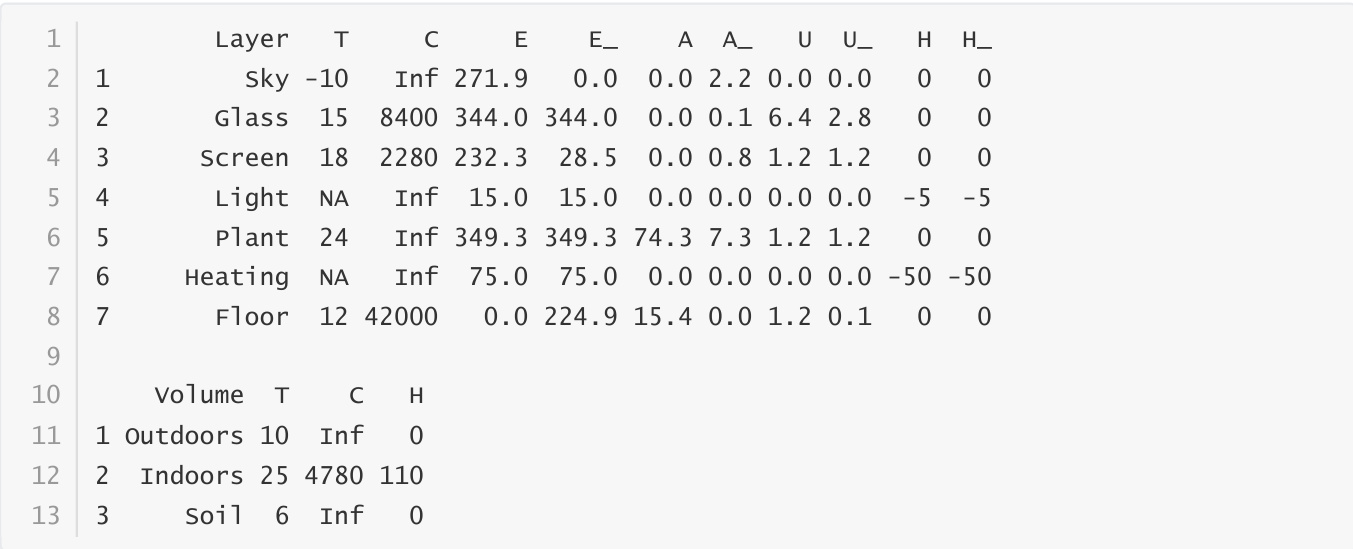 1         Layer   T     C     E    E_    A  A_   U  U_   H  H_
2 1         Sky -10   Inf 271.9   0.0  0.0 2.2 0.0 0.0   0   0
3 2       Glass  15  8400 344.0 344.0  0.0 0.1 6.4 2.8   0   0
4 3      Screen  18  2280 232.3  28.5  0.0 0.8 1.2 1.2   0   0
5 4       Light  NA   Inf  15.0  15.0  0.0 0.0 0.0 0.0  -5  -5
6 5       Plant  24   Inf 349.3 349.3 74.3 7.3 1.2 1.2   0   0
7 6     Heating  NA   Inf  75.0  75.0  0.0 0.0 0.0 0.0 -50 -50
8 7       Floor  12 42000   0.0 224.9 15.4 0.0 1.2 0.1   0   0
9
10     Volume  T    C   H
11 1 Outdoors 10  Inf   0
12 2  Indoors 25 4780 110
13 3     Soil  6  Inf   0